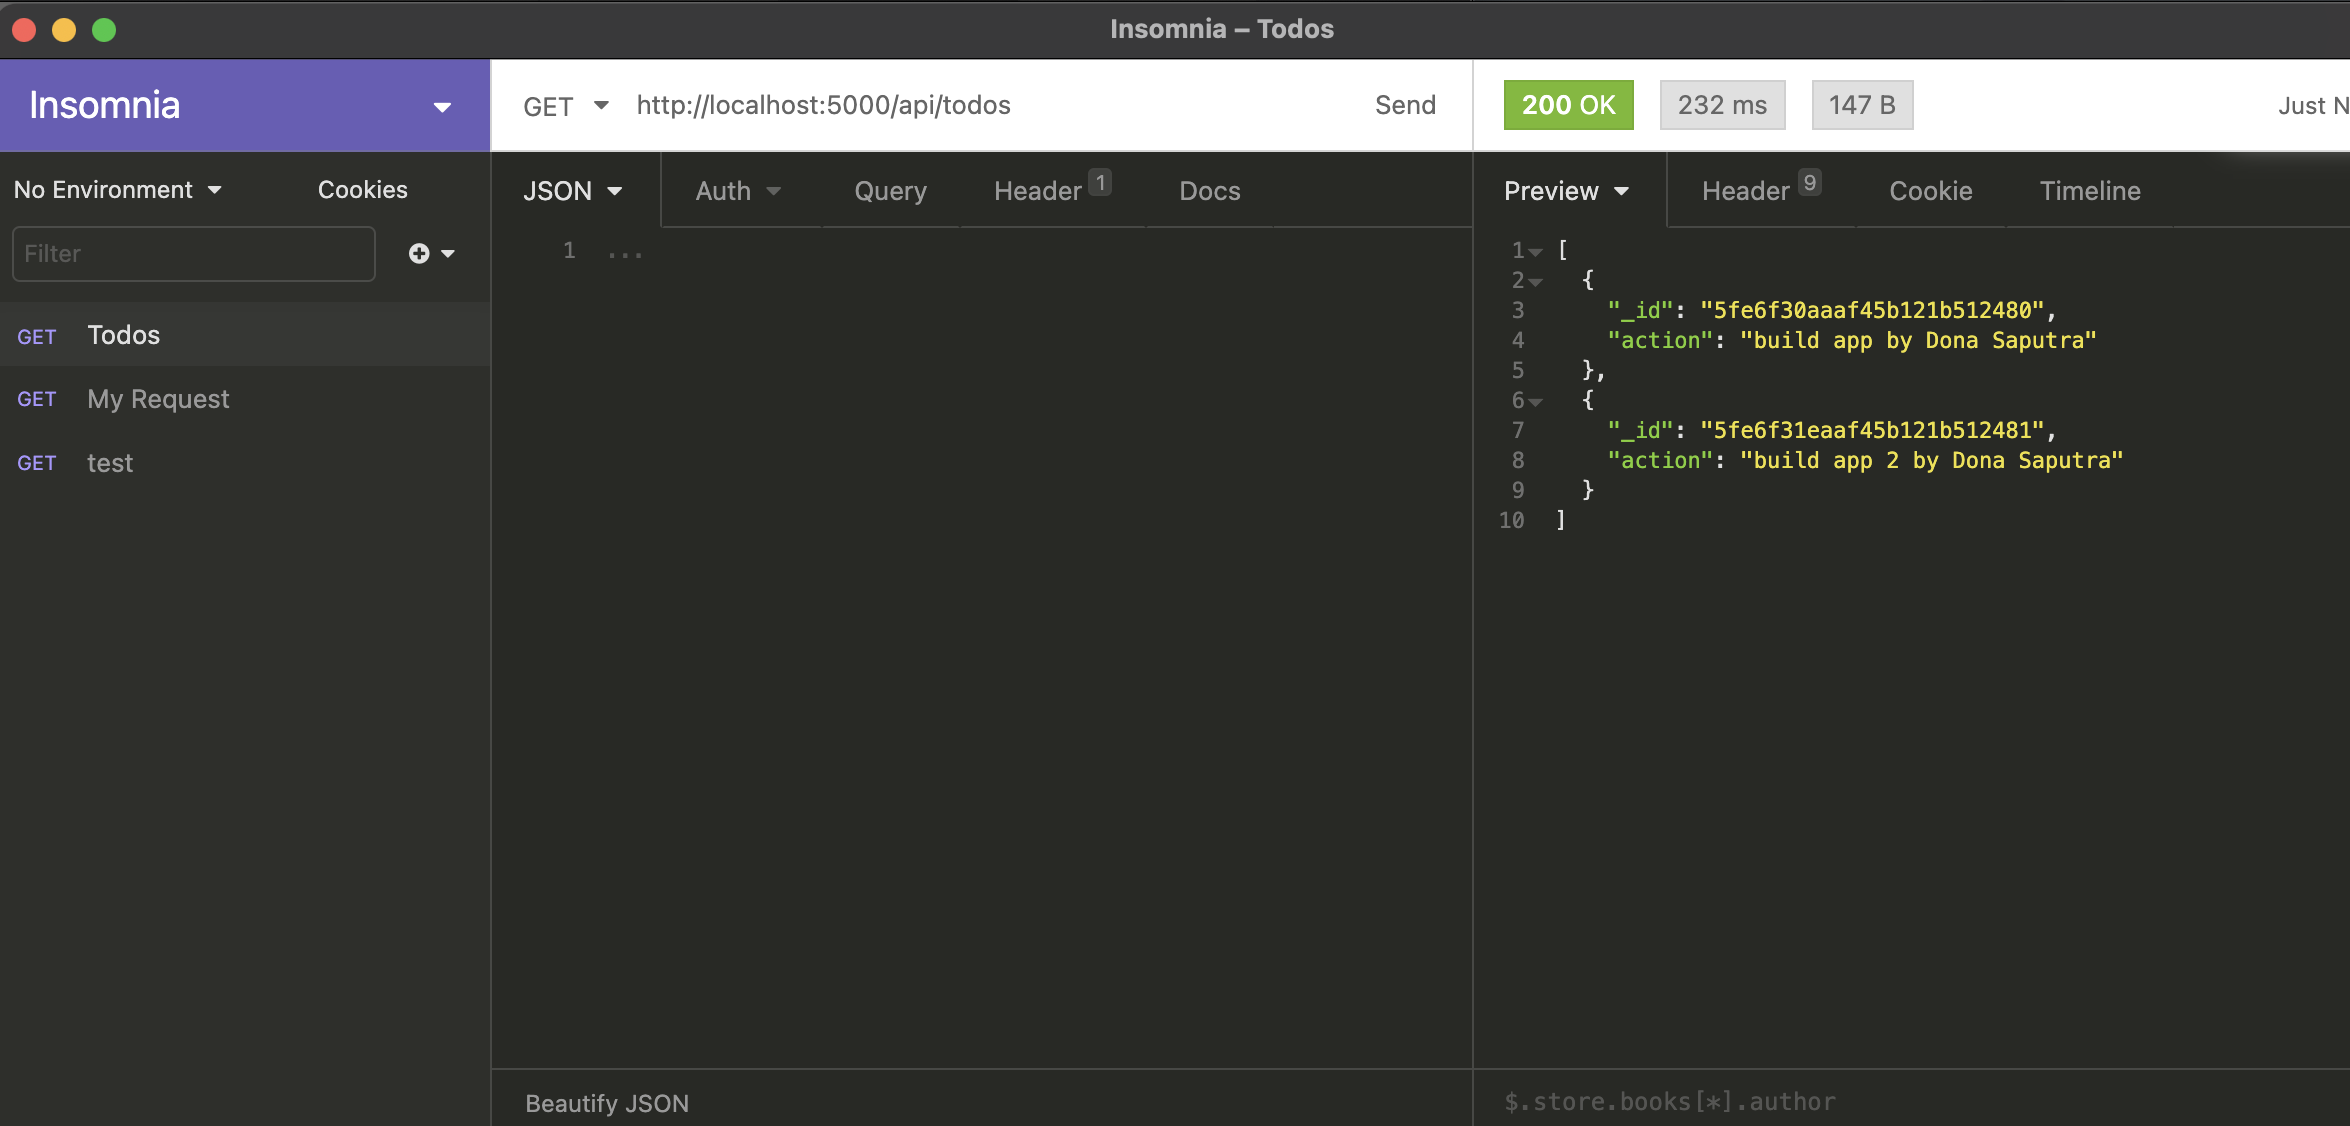 Insomnia – Todos
Insomnia
GET http://localhost:5000/api/todos Send
200 OK 232 ms 147 B Just N
No Environment Cookies
JSON Auth Query Header 1 Docs
Preview Header 9 Cookie Timeline
Filter
GET Todos
GET My Request
GET test
1 ...
1 [
2 {
3 "_id": "5fe6f30aaaf45b121b512480",
4 "action": "build app by Dona Saputra"
5 },
6 {
7 "_id": "5fe6f31eaaf45b121b512481",
8 "action": "build app 2 by Dona Saputra"
9 }
10 ]
Beautify JSON
$.store.books[*].author